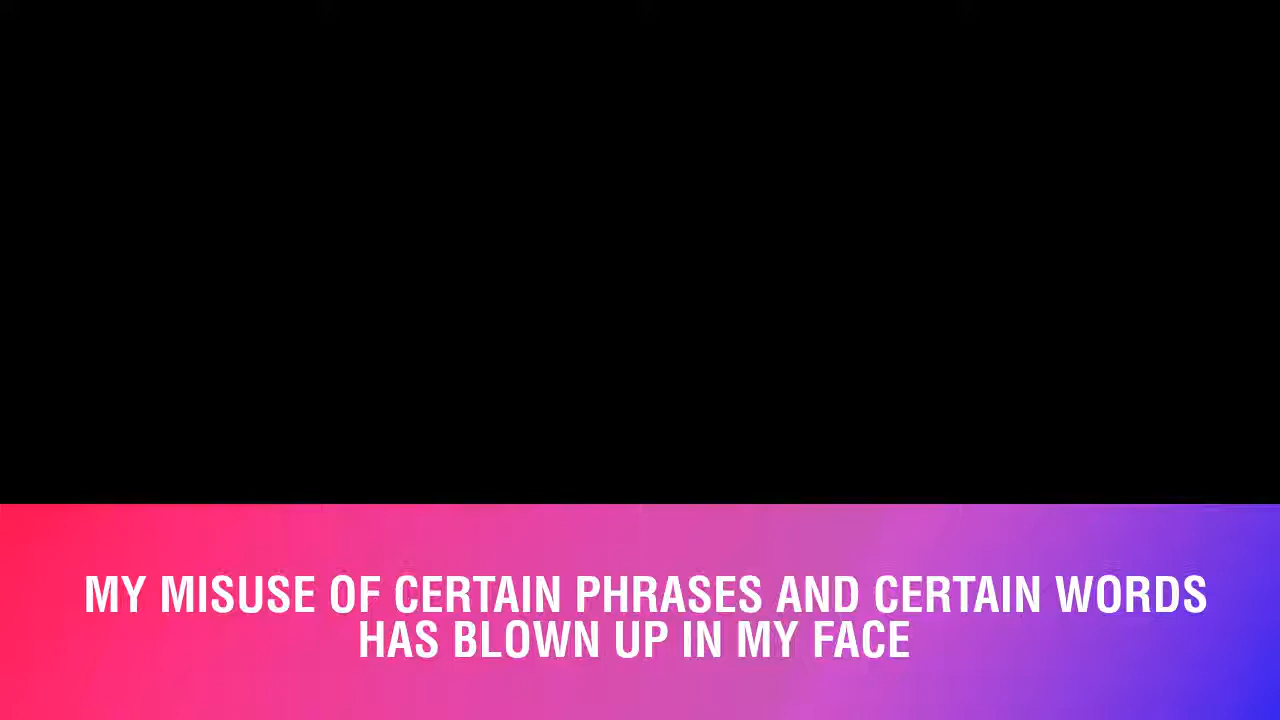 MY MISUSE OF CERTAIN PHRASES AND CERTAIN WORDS
HAS BLOWN UP IN MY FACE